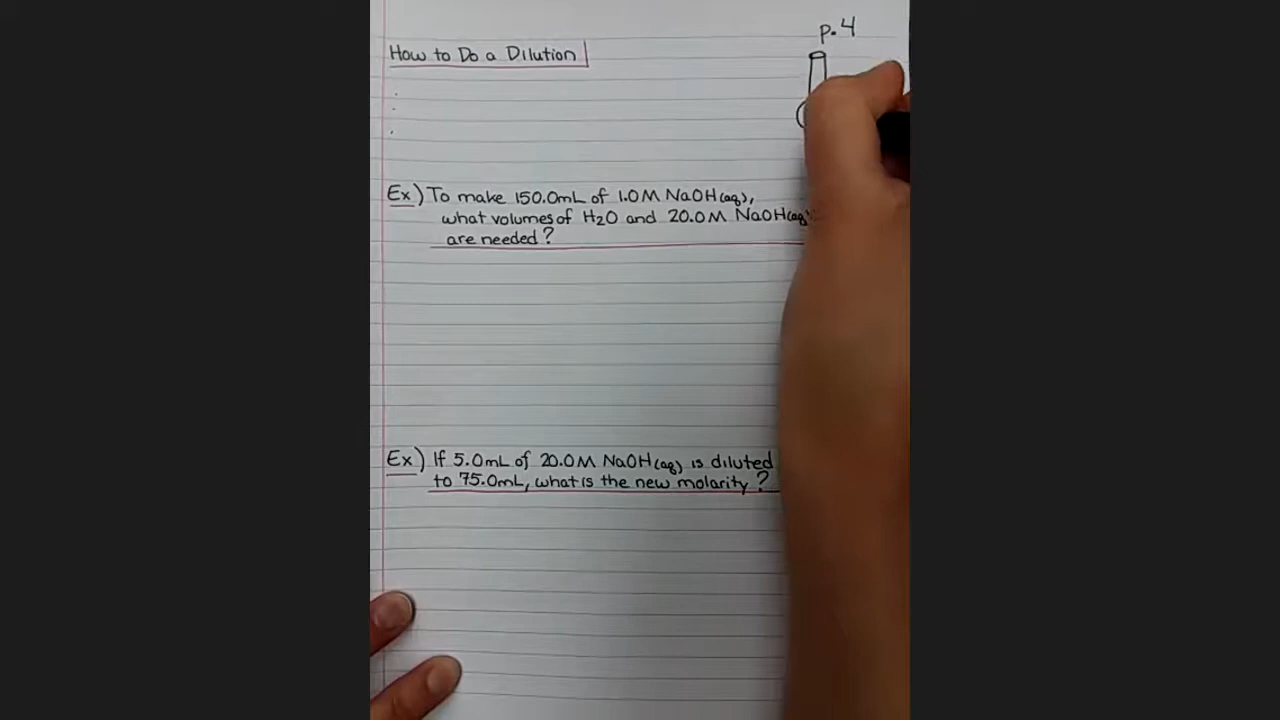 p.4
How to Do a Dilution
Ex) To make 150.0mL of 1.0M NaOH(aq),
what volumes of H₂O and 20.0M NaOH(aq)
are needed?
Ex) If 5.0mL of 20.0M NaOH(aq) is diluted
to 75.0mL, what is the new molarity?